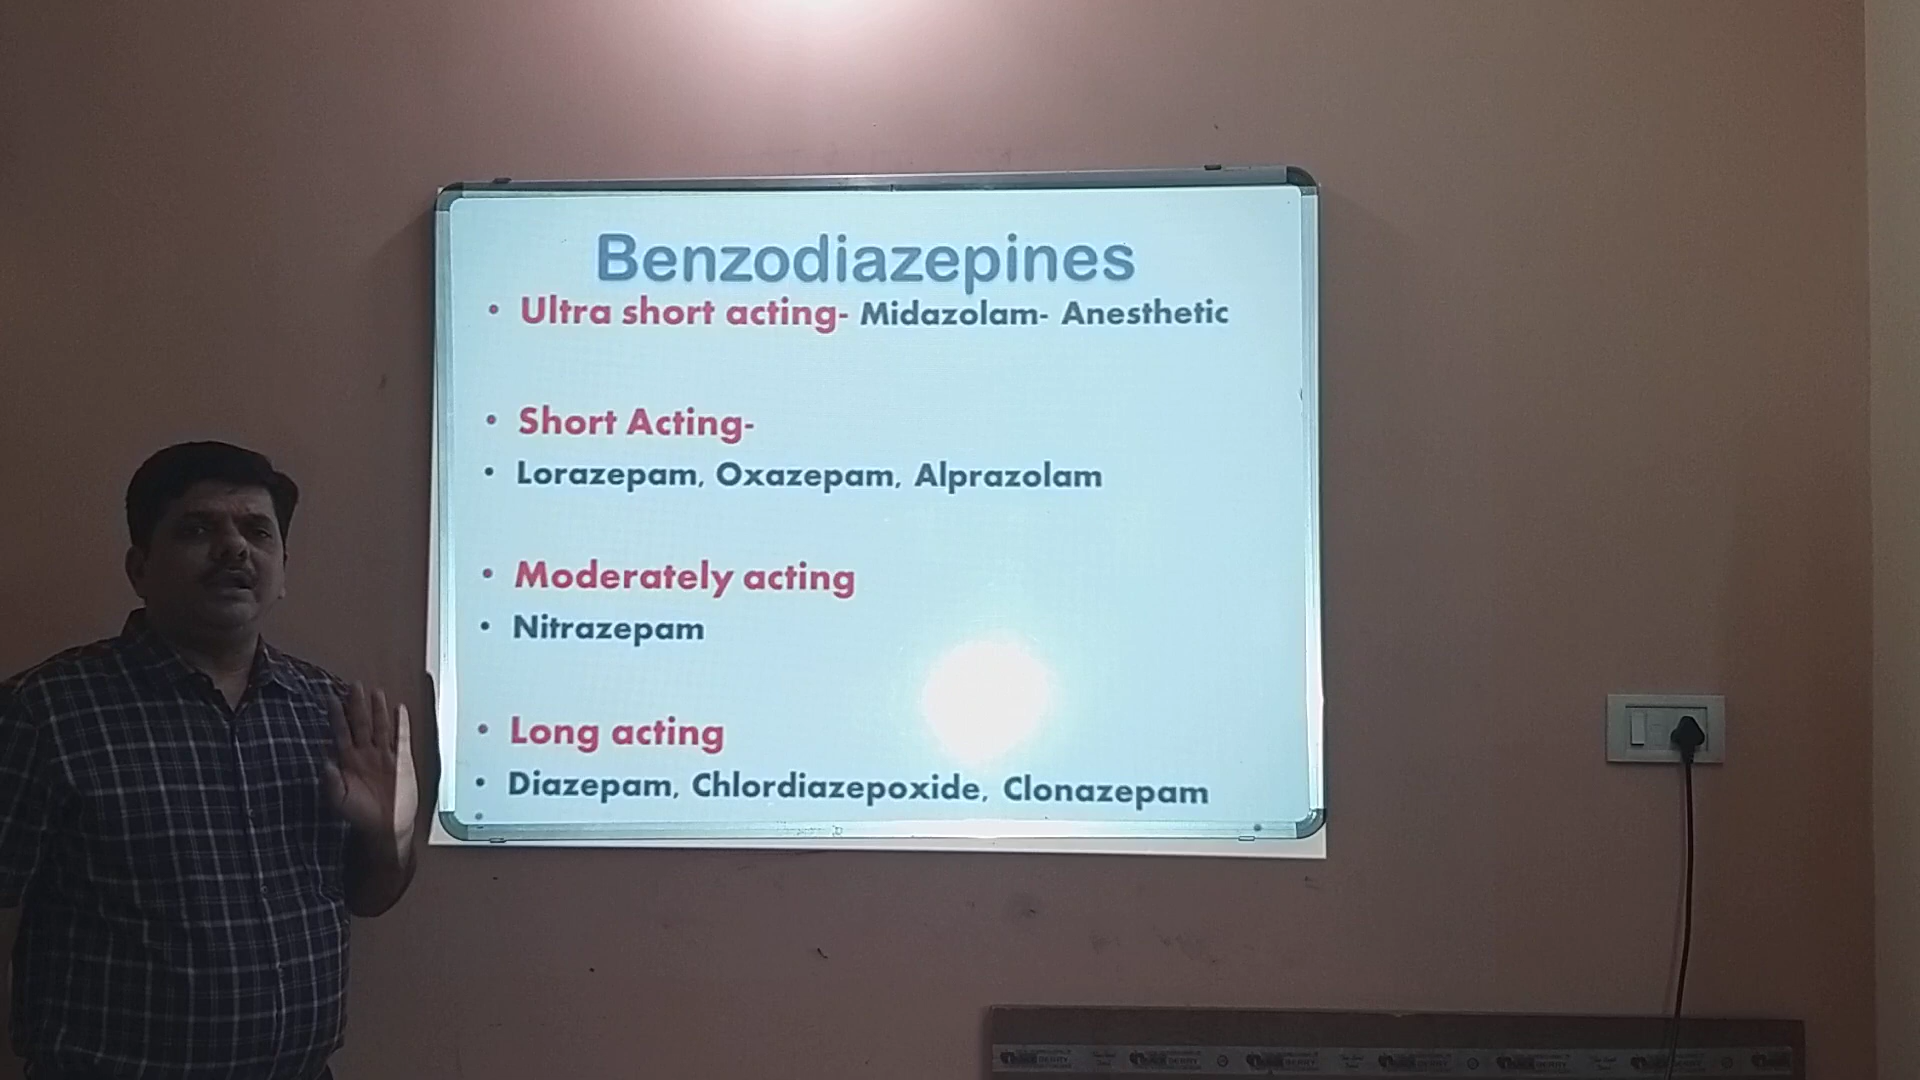 Benzodiazepines
• Ultra short acting- Midazolam- Anesthetic
• Short Acting-
• Lorazepam, Oxazepam, Alprazolam
• Moderately acting
• Nitrazepam
• Long acting
• Diazepam, Chlordiazepoxide, Clonazepam
•